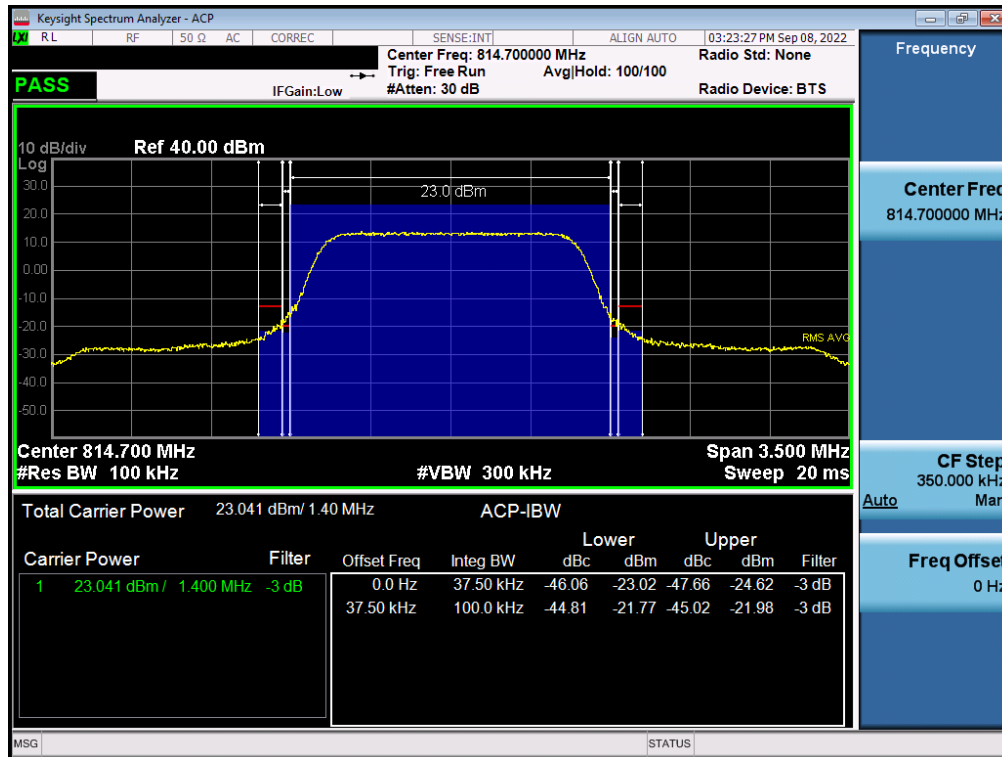 Keysight Spectrum Analyzer - ACP
LXI RL RF 50 Ω AC CORREC SENSE:INT ALIGN AUTO 03:23:27 PM Sep 08, 2022
Center Freq: 814.700000 MHz Radio Std: None
Trig: Free Run Avg|Hold: 100/100
PASS IFGain:Low #Atten: 30 dB Radio Device: BTS
10 dB/div Ref 40.00 dBm
Log
30.0
23.0 dBm
20.0
10.0
0.00
-10.0
-20.0
RMS AVG
-30.0
-40.0
-50.0
Center 814.700 MHz Span 3.500 MHz
#Res BW 100 kHz #VBW 300 kHz Sweep 20 ms
Total Carrier Power 23.041 dBm/ 1.40 MHz ACP-IBW
Lower Upper
Carrier Power Filter Offset Freq Integ BW dBc dBm dBc dBm Filter
1 23.041 dBm / 1.400 MHz -3 dB 0.0 Hz 37.50 kHz -46.06 -23.02 -47.66 -24.62 -3 dB
37.50 kHz 100.0 kHz -44.81 -21.77 -45.02 -21.98 -3 dB
MSG STATUS
Frequency
Center Freq
814.700000 MHz
CF Step
350.000 kHz
Auto Man
Freq Offset
0 Hz